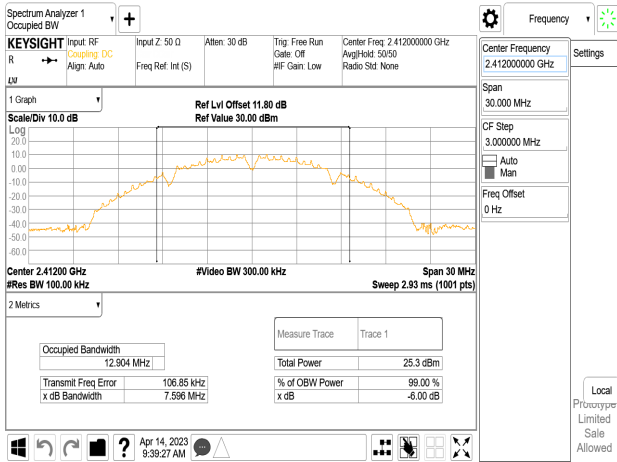 Spectrum Analyzer 1
Occupied BW
Frequency
KEYSIGHT
Input: RF
Coupling: DC
Align: Auto
Input Z: 50 Ω
Freq Ref: Int (S)
Atten: 30 dB
Trig: Free Run
Gate: Off
#IF Gain: Low
Center Freq: 2.412000000 GHz
Avg|Hold: 50/50
Radio Std: None
R
LXI
Center Frequency
2.412000000 GHz
Settings
Span
30.000 MHz
CF Step
3.000000 MHz
Auto
Man
Freq Offset
0 Hz
1 Graph
Ref Lvl Offset 11.80 dB
Scale/Div 10.0 dB
Ref Value 30.00 dBm
Log
20.0
10.0
0.00
-10.0
-20.0
-30.0
-40.0
-50.0
-60.0
Center 2.41200 GHz
#Video BW 300.00 kHz
Span 30 MHz
#Res BW 100.00 kHz
Sweep 2.93 ms (1001 pts)
2 Metrics
Measure Trace
Trace 1
Occupied Bandwidth
12.904 MHz
Total Power
25.3 dBm
Transmit Freq Error
106.85 kHz
% of OBW Power
99.00 %
x dB Bandwidth
7.596 MHz
x dB
-6.00 dB
Local
Prototype
Limited
Sale
Allowed
?
Apr 14, 2023
9:39:27 AM